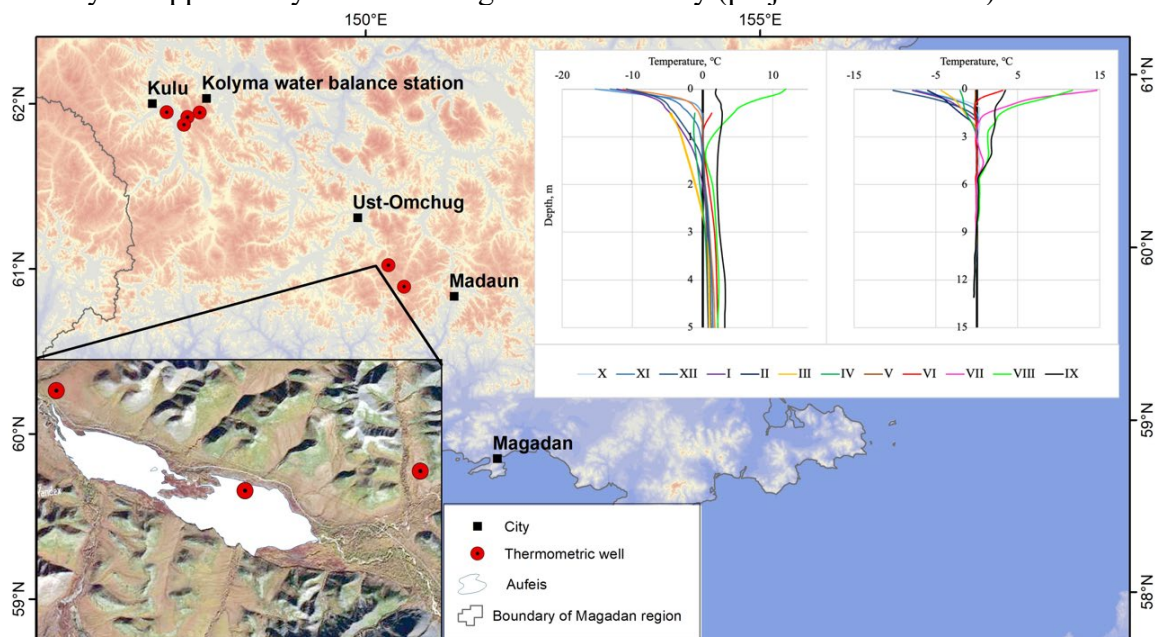 150°E 155°E
Kulu
Kolyma water balance station
Ust-Omchug
Madaun
Magadan
62°N
61°N
60°N
59°N
61°N
60°N
59°N
58°N
Temperature, °C
-20 -10 0 10
Depth, m
1
2
3
4
5
Temperature, °C
-15 -5 5 15
0
3
6
9
12
15
X XI XII I II III IV V VI VII VIII IX
City
Thermometric well
Aufeis
Boundary of Magadan region